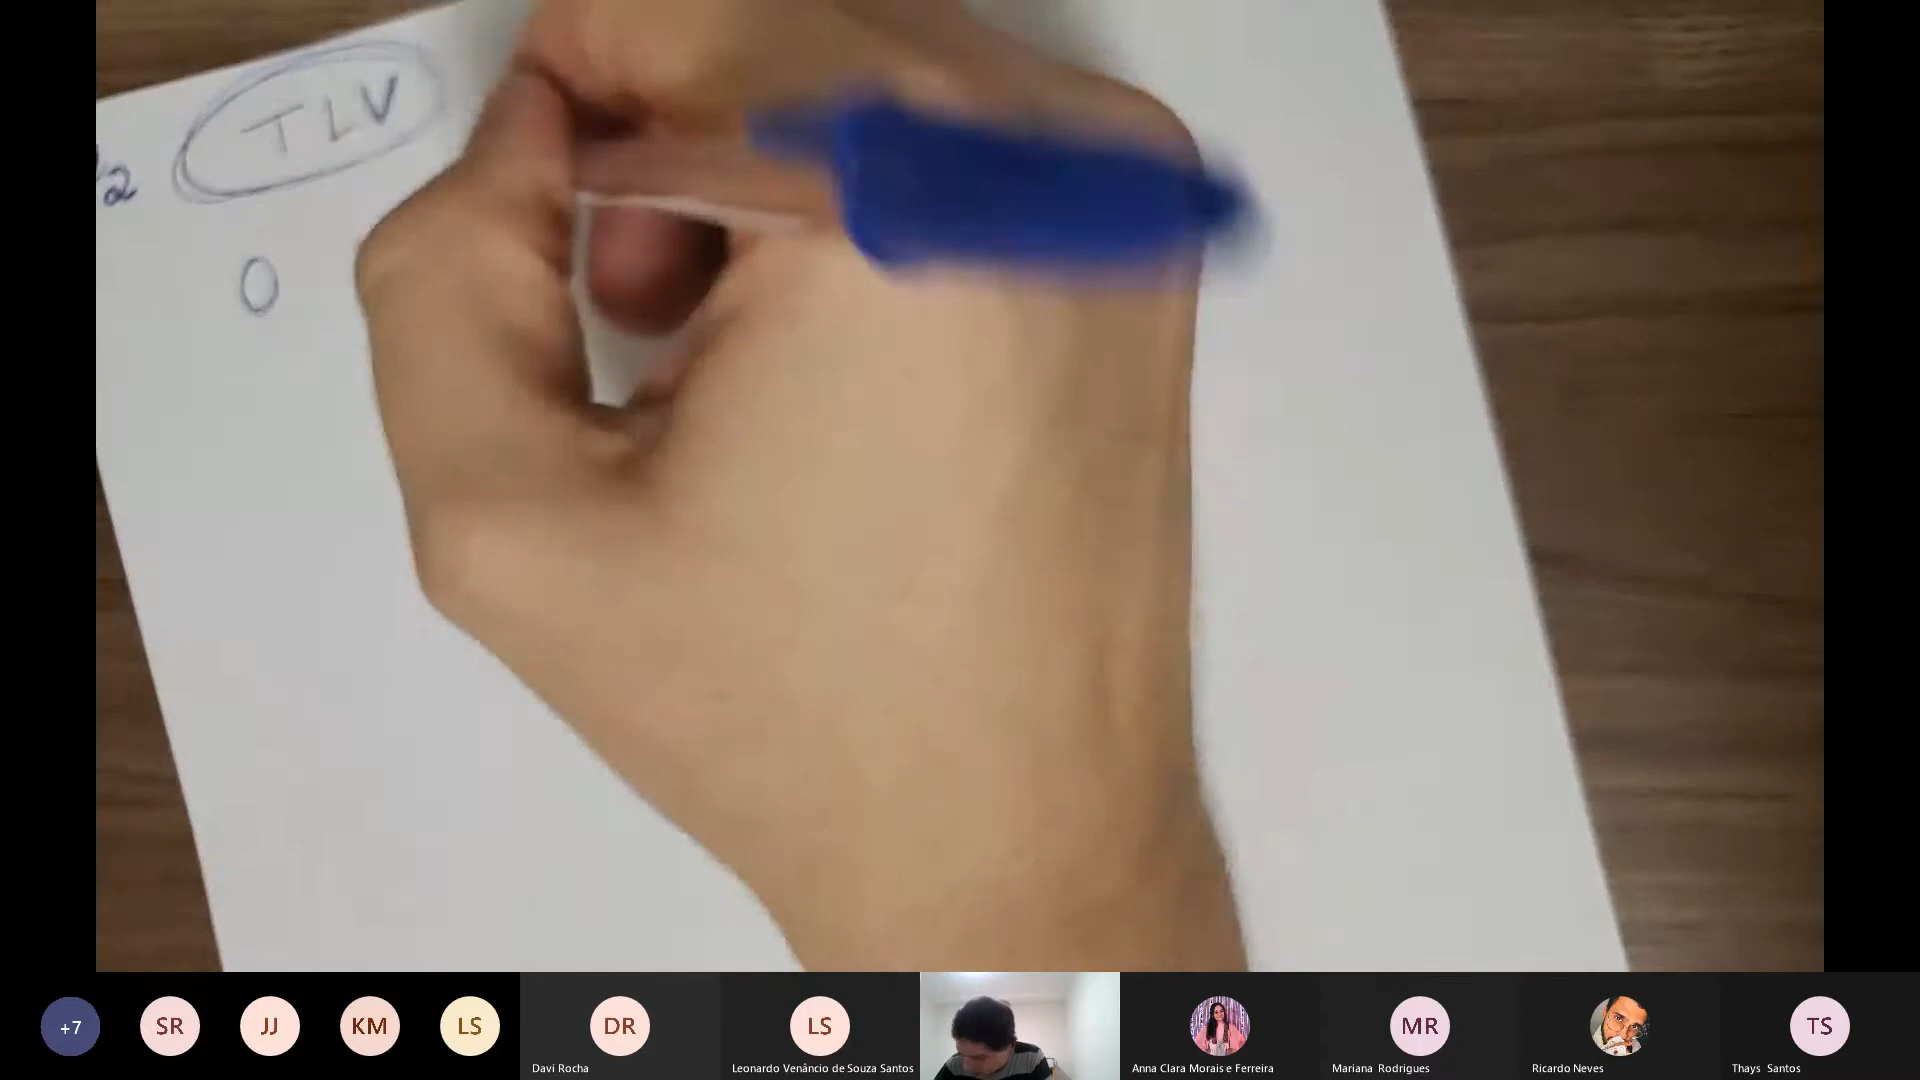 TLV
2
0
+7
SR
JJ
KM
LS
DR
LS
MR
TS
Davi Rocha
Leonardo Venâncio de Souza Santos
Anna Clara Morais e Ferreira
Mariana Rodrigues
Ricardo Neves
Thays Santos